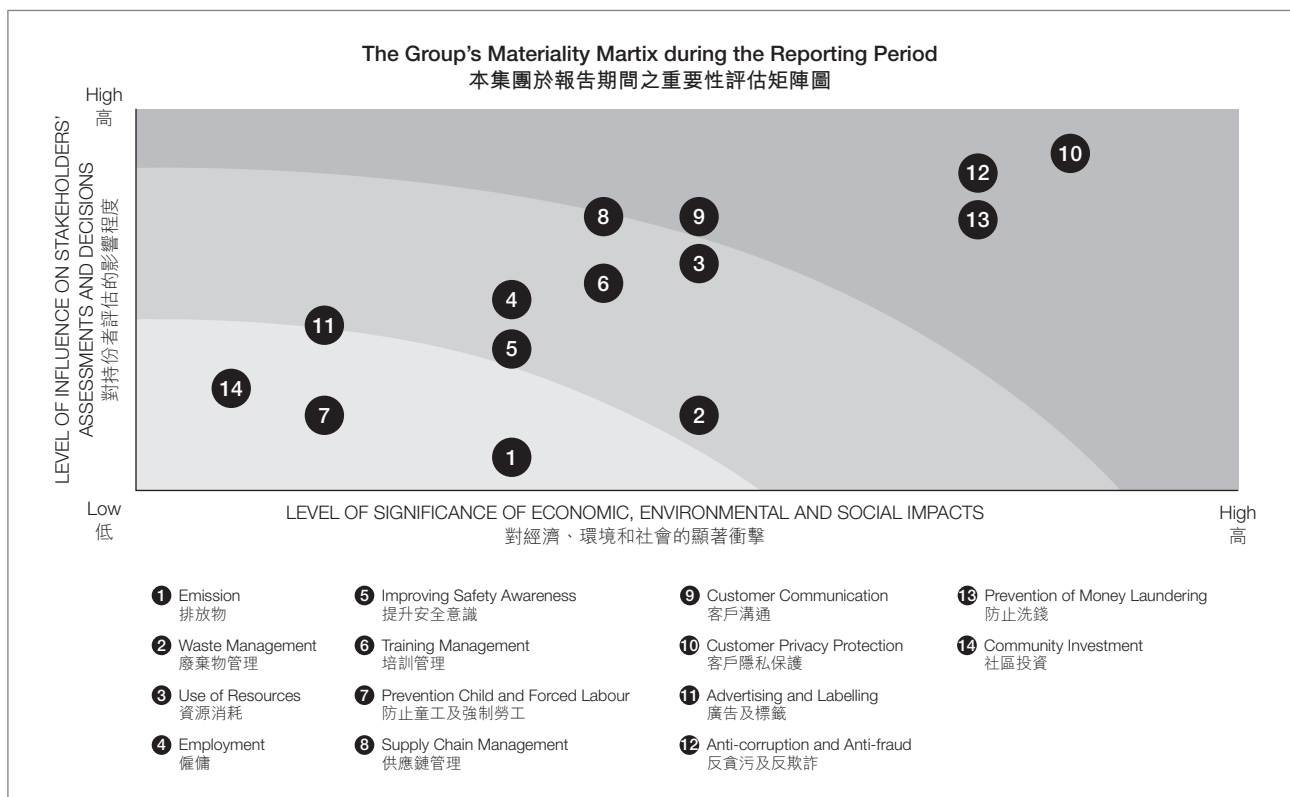 The Group's Materiality Martix during the Reporting Period
本集團於報告期間之重要性評估矩陣圖
High
高
LEVEL OF INFLUENCE ON STAKEHOLDERS'
ASSESSMENTS AND DECISIONS
對持份者評估的影響程度
10
12
8
9
13
3
6
4
11
5
14
7
2
1
Low
低
LEVEL OF SIGNIFICANCE OF ECONOMIC, ENVIRONMENTAL AND SOCIAL IMPACTS
對經濟、環境和社會的顯著衝擊
High
高
1 Emission
排放物
2 Waste Management
廢棄物管理
3 Use of Resources
資源消耗
4 Employment
僱傭
5 Improving Safety Awareness
提升安全意識
6 Training Management
培訓管理
7 Prevention Child and Forced Labour
防止童工及強制勞工
8 Supply Chain Management
供應鏈管理
9 Customer Communication
客戶溝通
10 Customer Privacy Protection
客戶隱私保護
11 Advertising and Labelling
廣告及標籤
12 Anti-corruption and Anti-fraud
反貪污及反欺詐
13 Prevention of Money Laundering
防止洗錢
14 Community Investment
社區投資